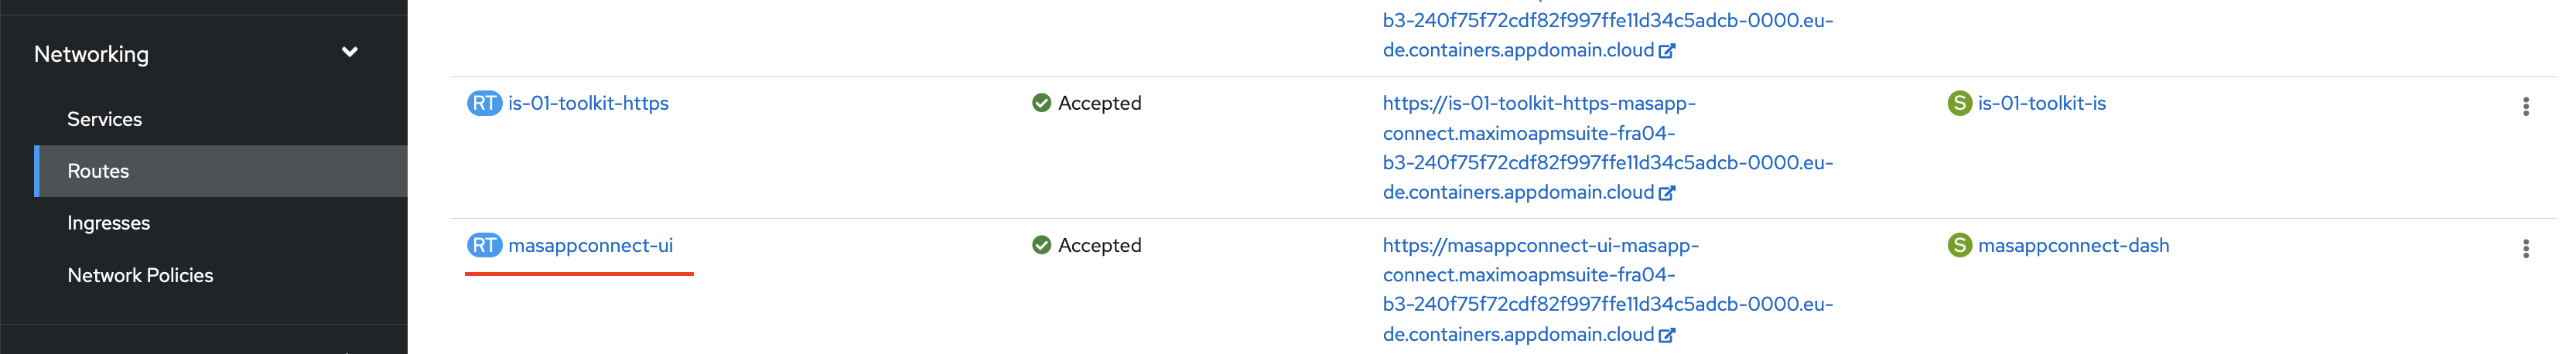 b3-240f75f72cdf82f997ffe11d34c5adcb-0000.eu-
de.containers.appdomain.cloud
Networking
Services
Routes
Ingresses
Network Policies
RT is-01-toolkit-https
Accepted
https://is-01-toolkit-https-masapp-
connect.maximoapmsuite-fra04-
b3-240f75f72cdf82f997ffe11d34c5adcb-0000.eu-
de.containers.appdomain.cloud
S is-01-toolkit-is
RT masappconnect-ui
Accepted
https://masappconnect-ui-masapp-
connect.maximoapmsuite-fra04-
b3-240f75f72cdf82f997ffe11d34c5adcb-0000.eu-
de.containers.appdomain.cloud
S masappconnect-dash